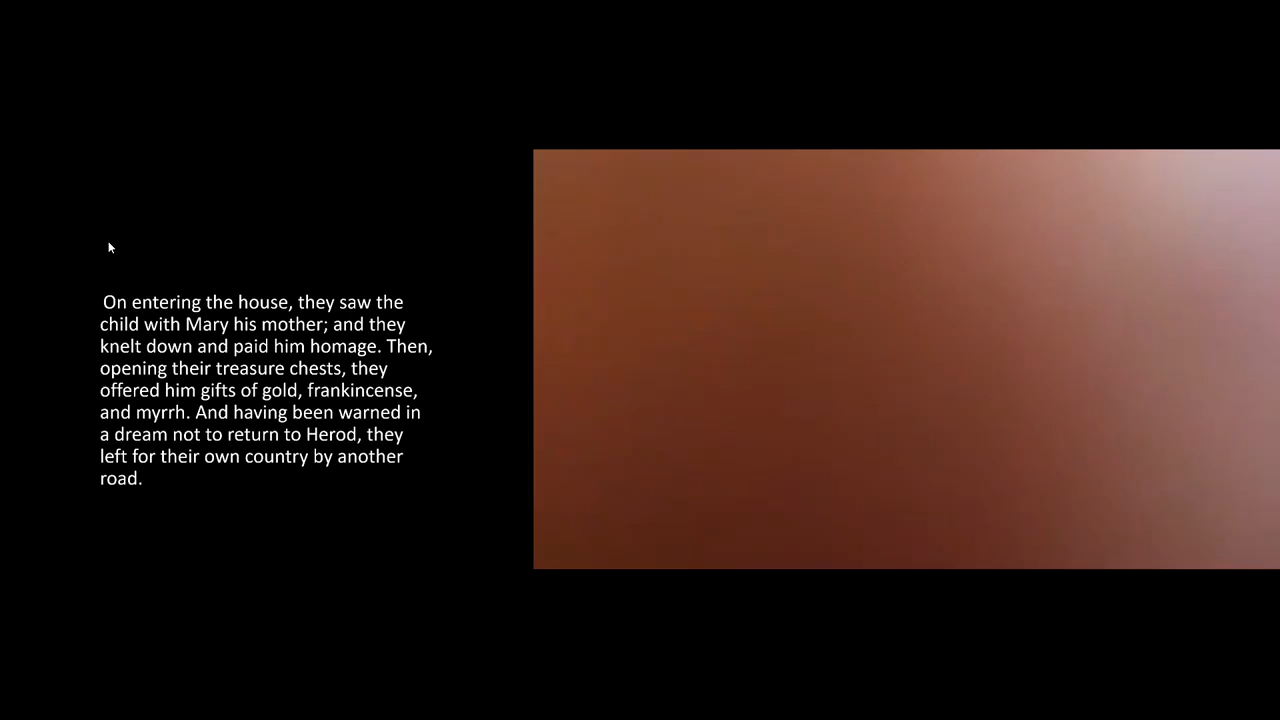 On entering the house, they saw the
child with Mary his mother; and they
knelt down and paid him homage. Then,
opening their treasure chests, they
offered him gifts of gold, frankincense,
and myrrh. And having been warned in
a dream not to return to Herod, they
left for their own country by another
road.